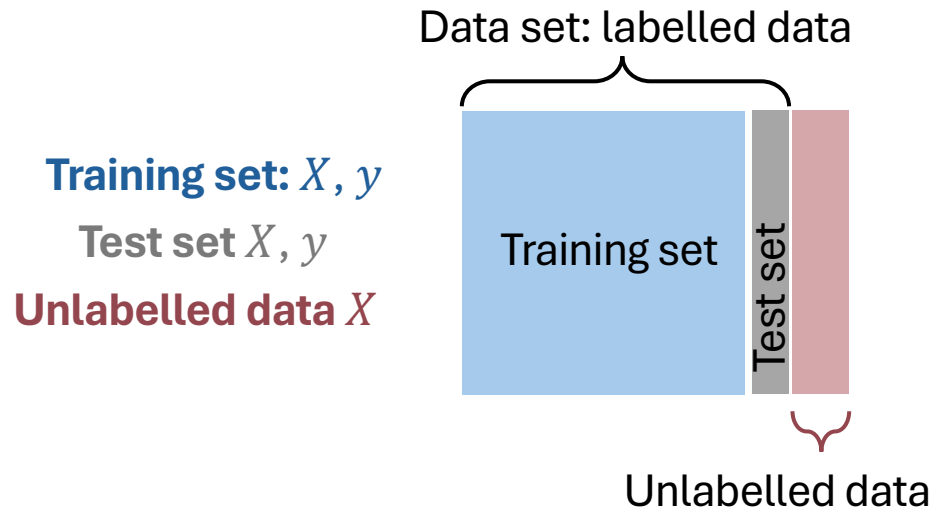 Data set: labelled data
Training set: X, y
Test set X, y
Unlabelled data X
Training set
Test set
Unlabelled data